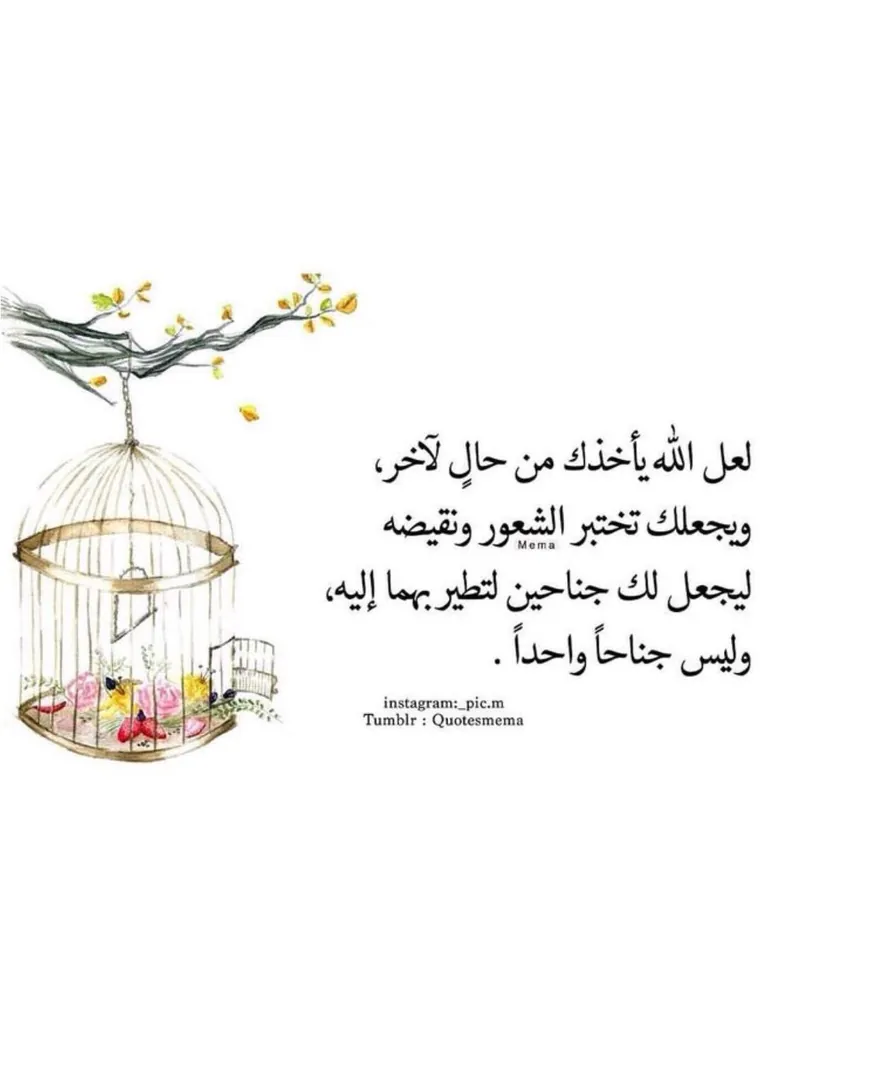 لعل الله يأخذك من حالٍ لآخر،
ويجعلك تختبر الشعور ونقيضه
Mema
ليجعل لك جناحين لتطير بهما إليه،
وليس جناحاً واحداً .
instagram:_pic.m
Tumblr : Quotesmema